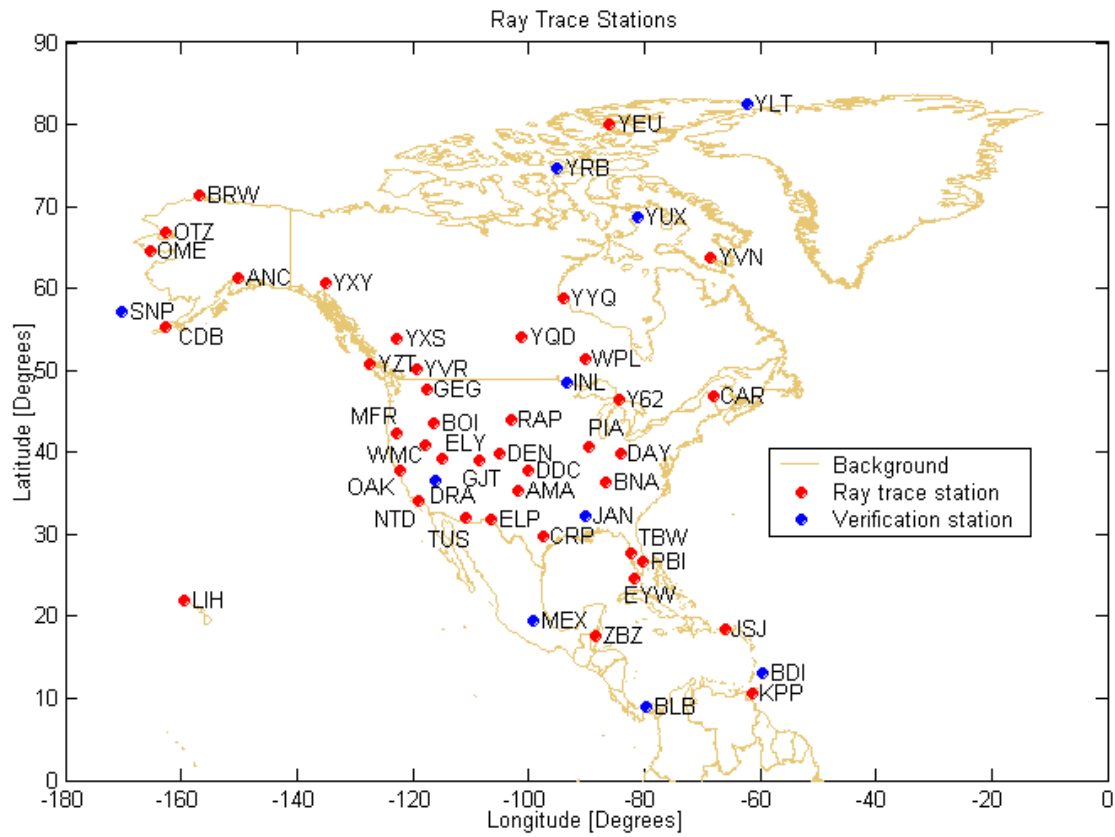 Ray Trace Stations
90
80
70
60
50
40
30
20
10
0
Latitude [Degrees]
YLT
YEU
YRB
BRW
YUX
OTZ
OME
YVN
ANC
YXY
YYQ
SNP
CDB
YXS
YQD
WPL
YZT
YVR
INL
GEG
Y62
CAR
MFR
BOI
RAP
PIA
WMC
ELY
DEN
DAY
OAK
GJT
DDC
DRA
AMA
BNA
NTD
TUS
ELP
JAN
CRP
TBW
PBI
EYW
LIH
MEX
ZBZ
JSJ
BDI
KPP
BLB
Background
Ray trace station
Verification station
-180 -160 -140 -120 -100 -80 -60 -40 -20 0
Longitude [Degrees]